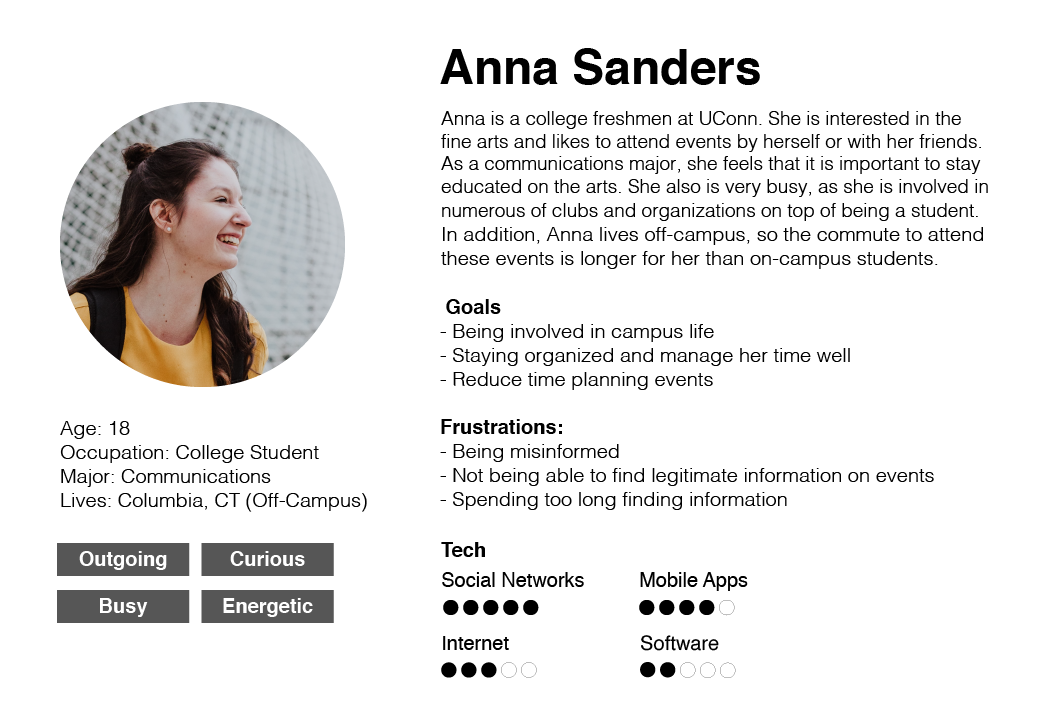 Anna Sanders
Anna is a college freshmen at UConn. She is interested in the
fine arts and likes to attend events by herself or with her friends.
As a communications major, she feels that it is important to stay
educated on the arts. She also is very busy, as she is involved in
numerous of clubs and organizations on top of being a student.
In addition, Anna lives off-campus, so the commute to attend
these events is longer for her than on-campus students.
Goals
- Being involved in campus life
- Staying organized and manage her time well
- Reduce time planning events
Frustrations:
- Being misinformed
- Not being able to find legitimate information on events
- Spending too long finding information
Tech
Social Networks
Mobile Apps
Internet
Software
Age: 18
Occupation: College Student
Major: Communications
Lives: Columbia, CT (Off-Campus)
Outgoing
Curious
Busy
Energetic